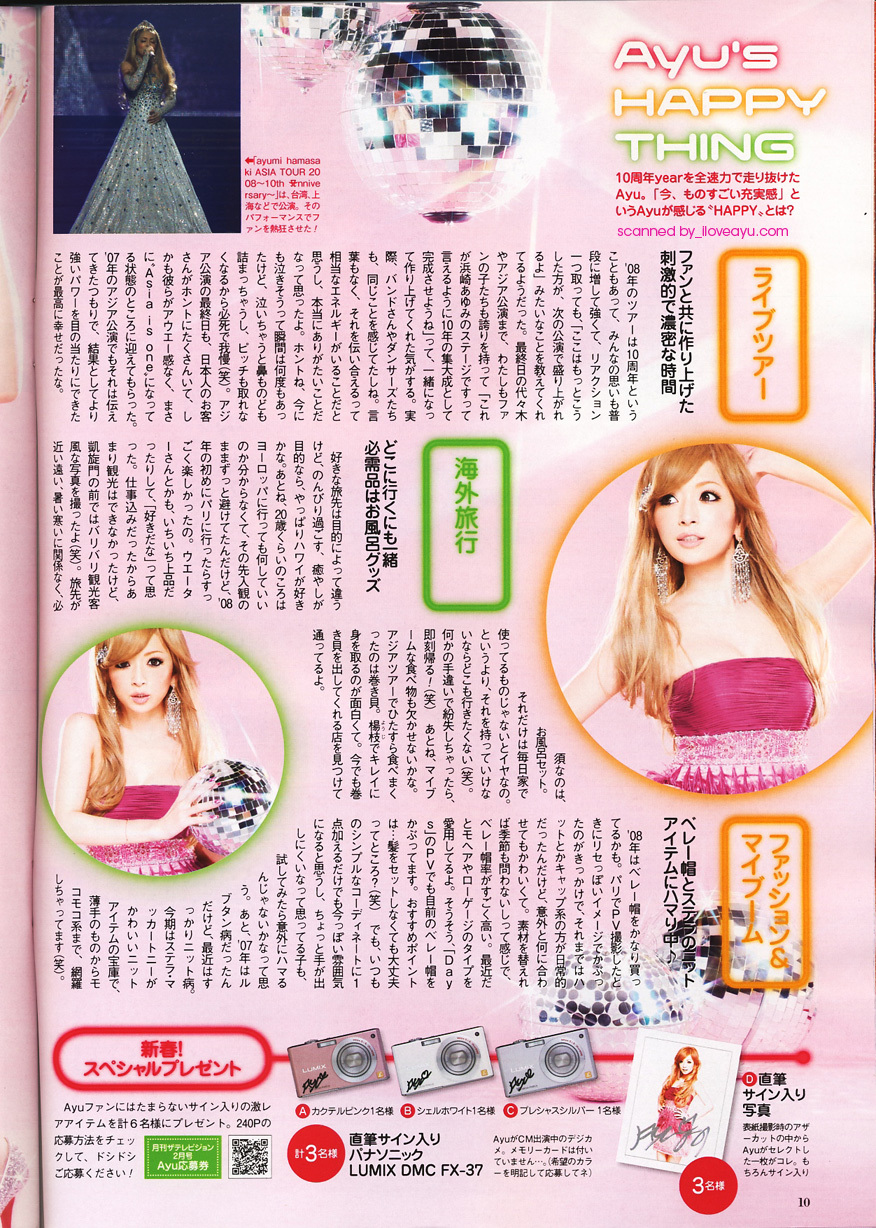 Ayu's
HAPPY
THING
10周年yearを全速力で走り抜けた
Ayu。「今、ものすごい充実感」と
いうAyuが感じる“HAPPY”とは?
scanned by_iloveayu.com
「ayumi hamasa
ki ASIA TOUR 20
08〜10th Annive
rsary〜」は、台湾、上
海などで公演。その
パフォーマンスでフ
ァンを熱狂させた！
ライブツアー
ファンと共に作り上げた
刺激的で濃密な時間
'08年のツアーは10周年という
こともあって、みんなの思いも普
段に増して強くて、リアクション
一つ取っても、「ここはもっとこう
した方が、次の公演で盛り上がれ
るよ」みたいなことを教えてくれ
てるようだった。最終日の代々木
やアジア公演まで、わたしもファ
ンの子たちも誇りを持って「これ
が浜崎あゆみのステージですって
言えるように10年の集大成として
完成させようね」って、一緒になっ
て作り上げてくれた気がする。実
際、バンドさんやダンサーズたち
も、同じことを感じてたしね。言
葉もなく、それを伝い合えるって
相当なエネルギーがいることだと
思うし、本当にありがたいことだ
なって思ったよ。ホントね、今に
も泣きそうって瞬間は何度もあっ
たけど、泣いちゃうと鼻ものども
詰まっちゃうし、ピッチも取れな
くなるから必死で我慢(笑)。アジ
ア公演の最終日も、日本人のお客
さんがホントにたくさんいて、し
かも彼らがアウエー感なく、まさ
に、“Asia is one”になって
る状態のところに迎えてもらった。
'07年のアジア公演でもそれは伝え
てきたつもりで、結果としてより
強いパワーを目の当たりにできた
ことが最高に幸せだったな。
海外旅行
どこに行くにも一緒
必需品はお風呂グッズ
好きな旅先は目的によって違う
けど、のんびり過ごす、癒やしが
目的なら、やっぱりハワイが好き
かな。あとね、20歳くらいのころは
ヨーロッパに行っても何していい
のか分からなくて、その先入観の
ままずっと避けてたんだけど、'08
年の初めにパリに行ったらすっ
ごく楽しかったの。ウエータ
ーさんとかも、いちいち上品だ
ったりして、「好きだな」って思
った。仕事込みだったからあ
まり観光はできなかったけど、
凱旋門の前ではバリバリ観光客
風な写真を撮ったよ(笑)。旅先が
近い遠い、暑い寒いに関係なく、必
須なのは、
お風呂セット。
それだけは毎日家で
使ってるものじゃないとイヤなの。
というより、それを持っていけな
いならどこも行きたくない(笑)。
何かの手違いで紛失しちゃったら、
即刻帰る！(笑)　あとね、マイブ
ームな食べ物も欠かせないかな。
アジアツアーでひたすら食べまく
ったのは巻き貝。楊枝でキレイに
身を取るのが面白くて。今でも巻
き貝を出してくれる店を見つけて
通ってるよ。
ファッション＆
マイブーム
ベレー帽とステラのニット
アイテムにハマり中♪
'08年はベレー帽をかなり買っ
てるかも。パリでPV撮影したと
きにリセっぽいイメージでかぶっ
たのがきっかけで、それまではハ
ットとかキャップ系の方が日常的
だったんだけど、意外と何に合わ
せてもかわいくて。素材を替えれ
ば季節も問わないしって感じで、
ベレー帽率がすごく高い。最近だ
とモヘアやローゲージのタイプを
愛用してるよ。そうそう、「Day
s」のPVでも自前のベレー帽を
かぶってます。おすすめポイント
は…髪をセットしなくても大丈夫
ってところ？(笑)　でも、いつも
のシンプルなコーディネートに1
点加えるだけでも今っぽい雰囲気
になると思うし、ちょっと手が出
しにくいなって思ってる子も、
試してみたら意外にハマる
んじゃないかなって思
う。あと、'07年はル
ブタン病だったん
だけど、最近はす
っかりニット病。
今期はステラ・マ
ッカートニーが
かわいいニット
アイテムの宝庫で、
薄手のものからモ
コモコ系まで、網羅
しちゃってます(笑)。
新春！
スペシャルプレゼント
Ayuファンにはたまらないサイン入りの激レ
アアイテムを計6名様にプレゼント。240Pの
応募方法をチェッ
クして、ドシドシ
ご応募ください！
月刊ザテレビジョン
2月号
Ayu応募券
LUMIX
LUMIX
LUMIX
Ⓐカクテルピンク1名様
Ⓑシェルホワイト1名様
Ⓒプレシャスシルバー 1名様
計3名様
直筆サイン入り
パナソニック
LUMIX DMC FX-37
AyuがCM出演中のデジカ
メ。メモリーカードは付い
ていません…。(希望のカラ
ーを明記して応募してネ)
Ⓓ直筆
サイン入り
写真
表紙撮影時のアザ
ーカットの中から
Ayuがセレクトし
た一枚がコレ。も
ちろんサイン入り
3名様
10